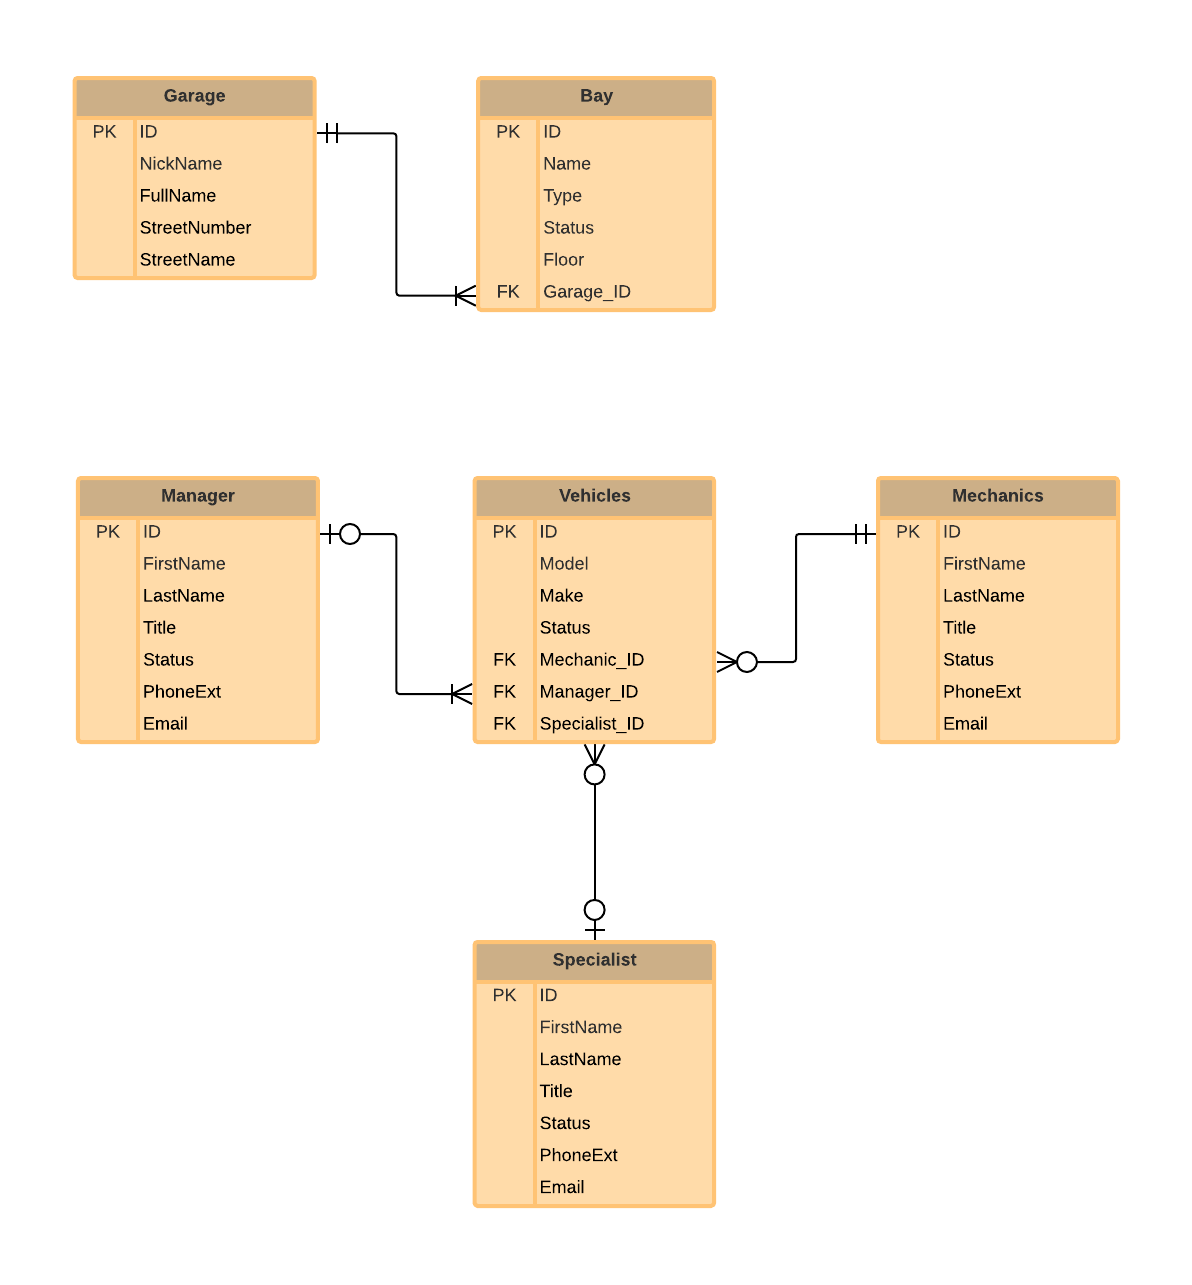 Garage
PK ID
NickName
FullName
StreetNumber
StreetName
Bay
PK ID
Name
Type
Status
Floor
FK Garage_ID
Manager
PK ID
FirstName
LastName
Title
Status
PhoneExt
Email
Vehicles
PK ID
Model
Make
Status
FK Mechanic_ID
FK Manager_ID
FK Specialist_ID
Mechanics
PK ID
FirstName
LastName
Title
Status
PhoneExt
Email
Specialist
PK ID
FirstName
LastName
Title
Status
PhoneExt
Email